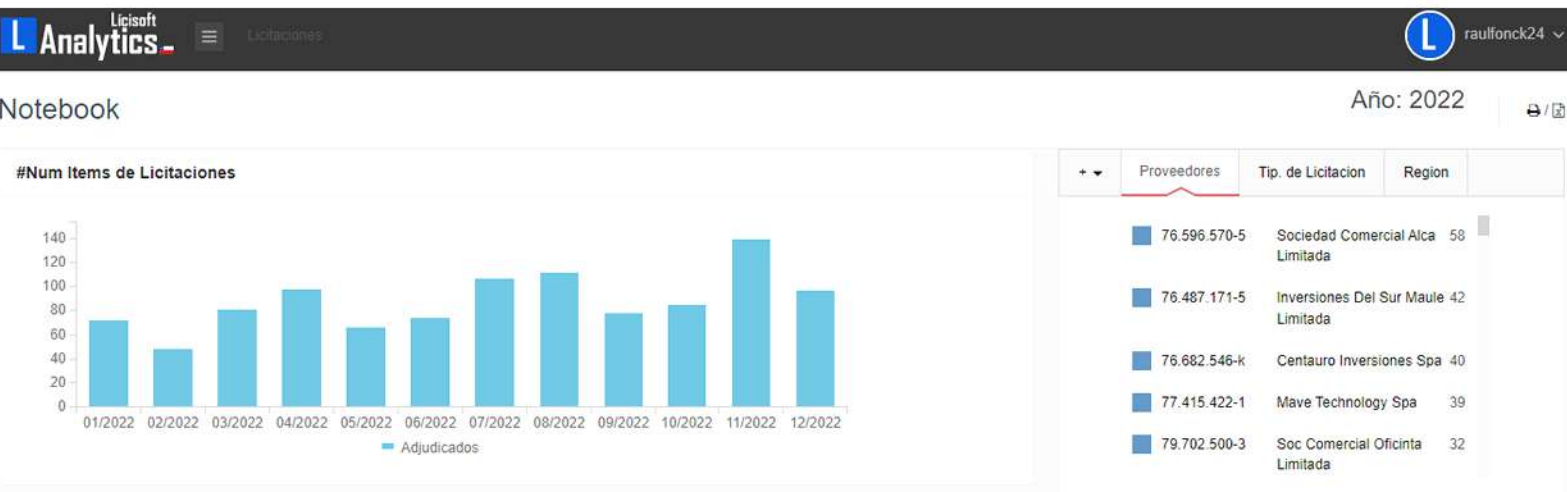 Licisoft
L Analytics
Licitaciones
L
raulfonck24
Notebook
Año: 2022
/
#Num Items de Licitaciones
+
Proveedores
Tip. de Licitacion
Region
140
120
100
80
60
40
20
0
01/2022 02/2022 03/2022 04/2022 05/2022 06/2022 07/2022 08/2022 09/2022 10/2022 11/2022 12/2022
Adjudicados
76.596.570-5 Sociedad Comercial Alca 58
Limitada
76.487.171-5 Inversiones Del Sur Maule 42
Limitada
76.682.546-k Centauro Inversiones Spa 40
77.415.422-1 Mave Technology Spa 39
79.702.500-3 Soc Comercial Oficinta 32
Limitada